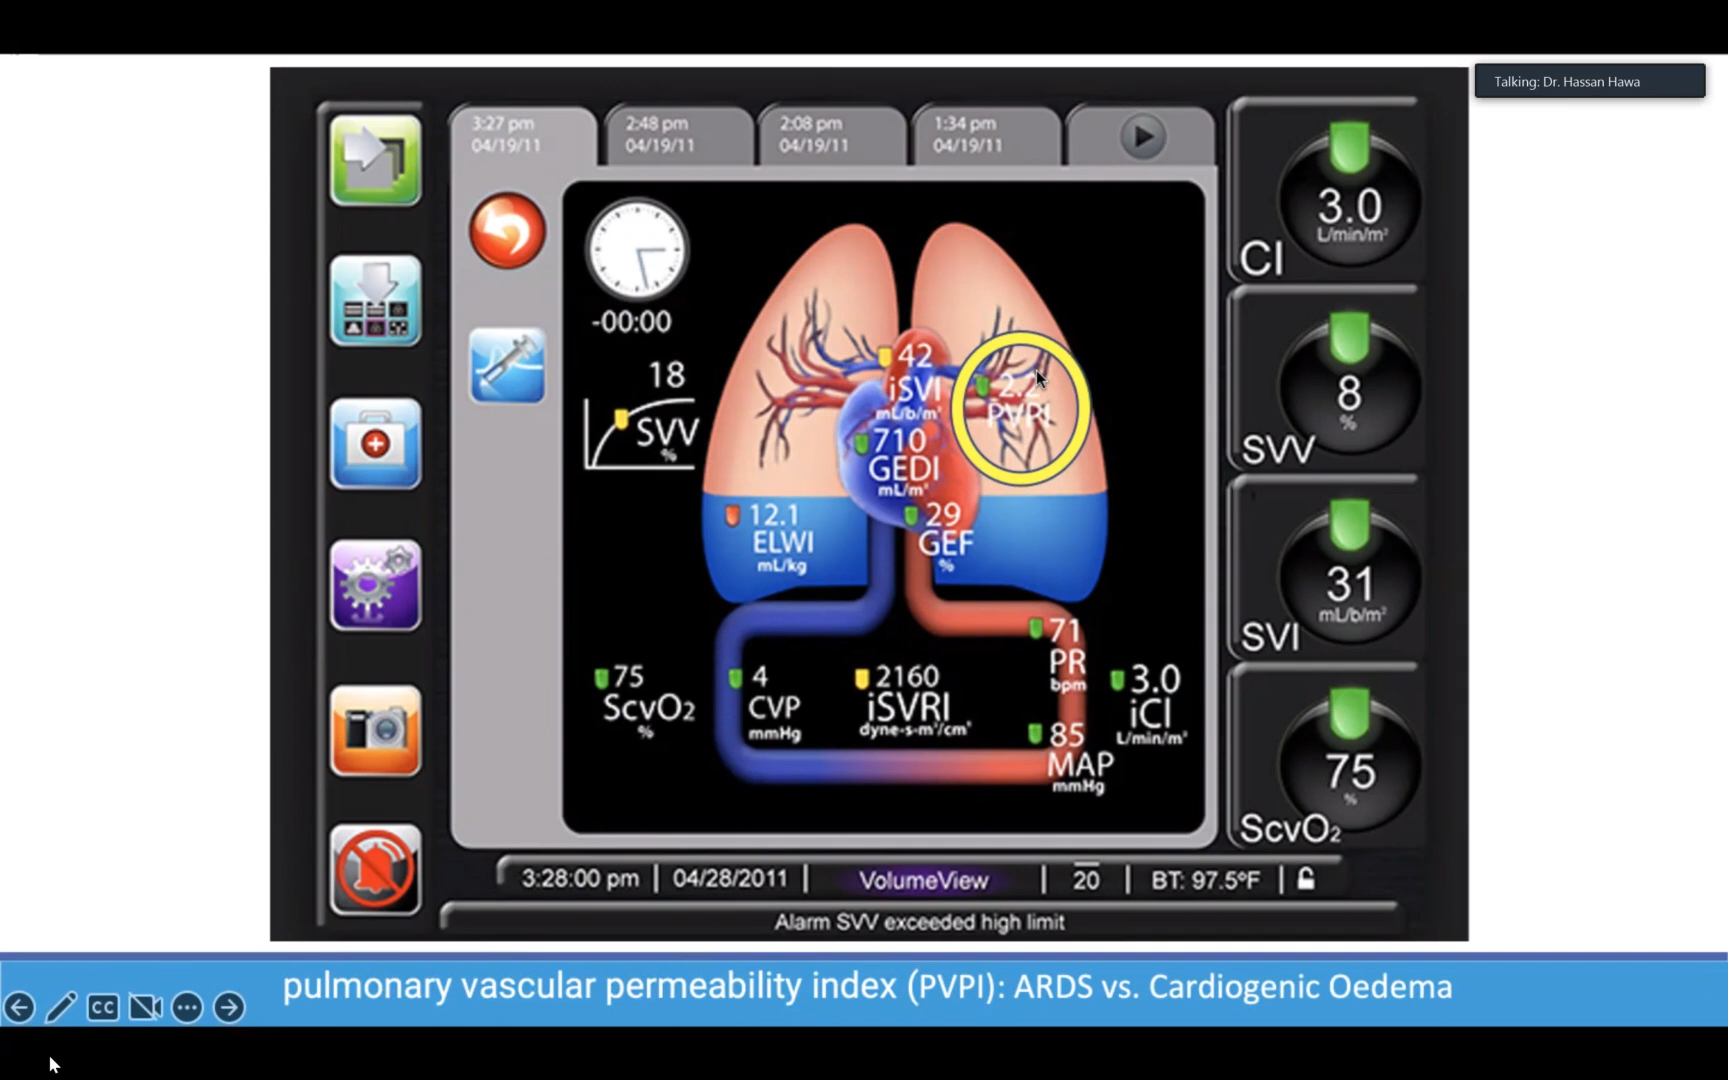 Talking: Dr. Hassan Hawa
3:27 pm
04/19/11
2:48 pm
04/19/11
2:08 pm
04/19/11
1:34 pm
04/19/11
-00:00
18
SVV
%
42
iSVI
mL/b/m²
2.2
PVPI
710
GEDI
mL/m²
12.1
ELWI
mL/kg
29
GEF
%
75
ScvO₂
%
4
CVP
mmHg
2160
iSVRI
dyne-s-m²/cm⁵
71
PR
bpm
85
MAP
mmHg
3.0
iCI
L/min/m²
3.0
L/min/m²
CI
8
%
SVV
31
mL/b/m²
SVI
75
%
ScvO₂
3:28:00 pm | 04/28/2011 | VolumeView | 20 | BT: 97.5°F |
Alarm SVV exceeded high limit
pulmonary vascular permeability index (PVPI): ARDS vs. Cardiogenic Oedema
CC